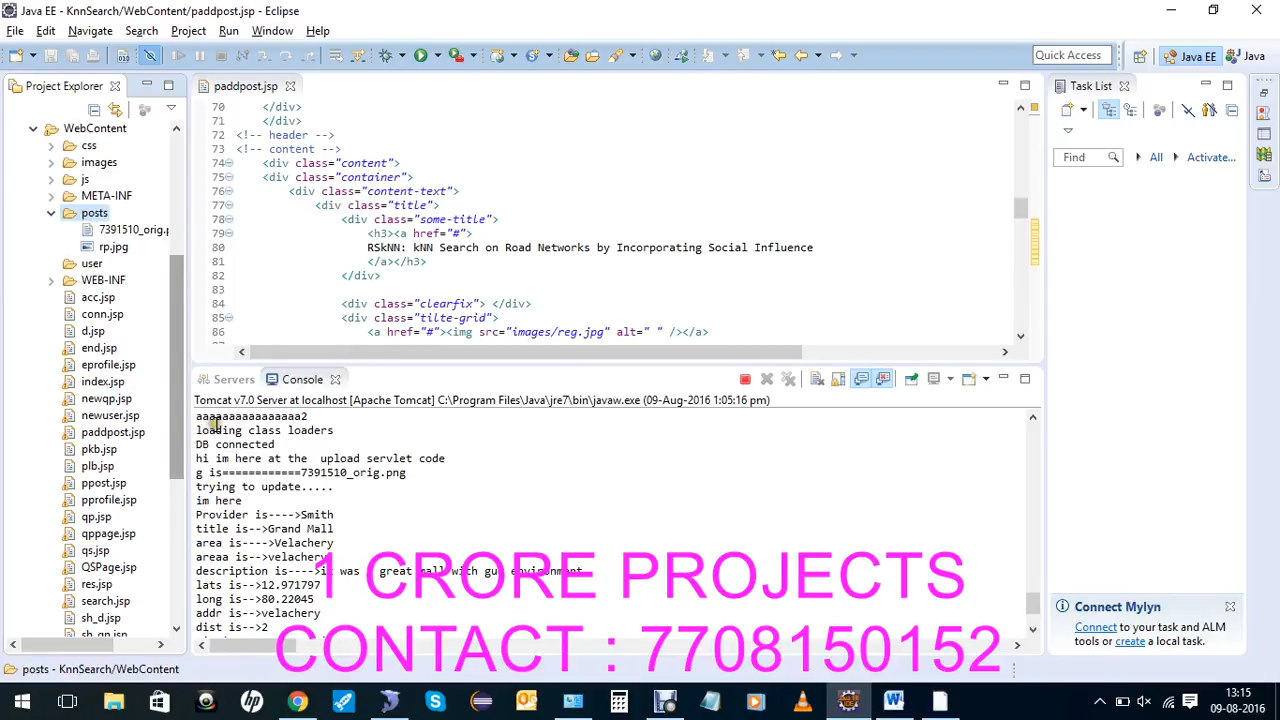 Java EE - KnnSearch/WebContent/paddpost.jsp - Eclipse
File Edit Navigate Search Project Run Window Help
Quick Access
Java EE
Java
Project Explorer
WebContent
css
images
js
META-INF
posts
7391510_orig.p
rp.jpg
user
WEB-INF
acc.jsp
conn.jsp
d.jsp
end.jsp
eprofile.jsp
index.jsp
newqp.jsp
newuser.jsp
paddpost.jsp
pkb.jsp
plb.jsp
ppost.jsp
pprofile.jsp
qp.jsp
qppage.jsp
qs.jsp
QSPage.jsp
res.jsp
search.jsp
sh_d.jsp
sh_qn.jsp
paddpost.jsp
70 </div>
71 </div>
72 <!-- header -->
73 <!-- content -->
74 <div class="content">
75 <div class="container">
76 <div class="content-text">
77 <div class="title">
78 <div class="some-title">
79 <h3><a href="#">
80 RSkNN: kNN Search on Road Networks by Incorporating Social Influence
81 </a></h3>
82 </div>
83
84 <div class="clearfix"> </div>
85 <div class="tilte-grid">
86 <a href="#"><img src="images/reg.jpg" alt=" " /></a>
Servers Console
Tomcat v7.0 Server at localhost [Apache Tomcat] C:\Program Files\Java\jre7\bin\javaw.exe (09-Aug-2016 1:05:16 pm)
aaaaaaaaaaaaaaaa2
loading class loaders
DB connected
hi im here at the  upload servlet code
g is============7391510_orig.png
trying to update.....
im here
Provider is---->Smith
title is-->Grand Mall
area is---->Velachery
areaa is-->velachery
description is---->it was great mall with environment
lats is-->12.971797
long is-->80.22045
addr is-->velachery
dist is-->2
Task List
Find
All
Activate...
Connect Mylyn
Connect to your task and ALM
tools or create a local task.
1 CRORE PROJECTS
CONTACT : 7708150152
posts - KnnSearch/WebContent
13:15
09-08-2016